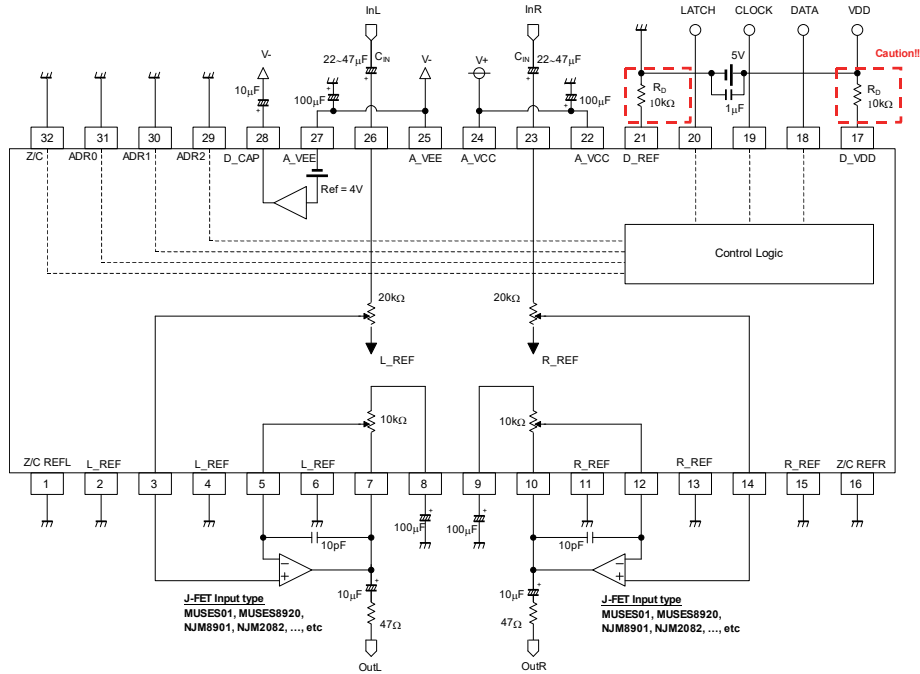 InL InR LATCH CLOCK DATA VDD
V- 22~47μF CIN V- V+ CIN 22~47μF 5V Caution!!
10μF 100μF 100μF RD 10kΩ 1μF RD 10kΩ
32 31 30 29 28 27 26 25 24 23 22 21 20 19 18 17
Z/C ADR0 ADR1 ADR2 D_CAP A_VEE A_VEE A_VCC A_VCC D_REF D_VDD
Ref = 4V
Control Logic
20kΩ 20kΩ
L_REF R_REF
10kΩ 10kΩ
Z/C REFL L_REF L_REF L_REF R_REF R_REF R_REF Z/C REFR
1 2 3 4 5 6 7 8 9 10 11 12 13 14 15 16
100μF 100μF
10pF 10pF
− + − +
10μF 10μF
J-FET Input type
MUSES01, MUSES8920,
NJM8901, NJM2082, ..., etc
J-FET Input type
MUSES01, MUSES8920,
NJM8901, NJM2082, ..., etc
47Ω 47Ω
OutL OutR